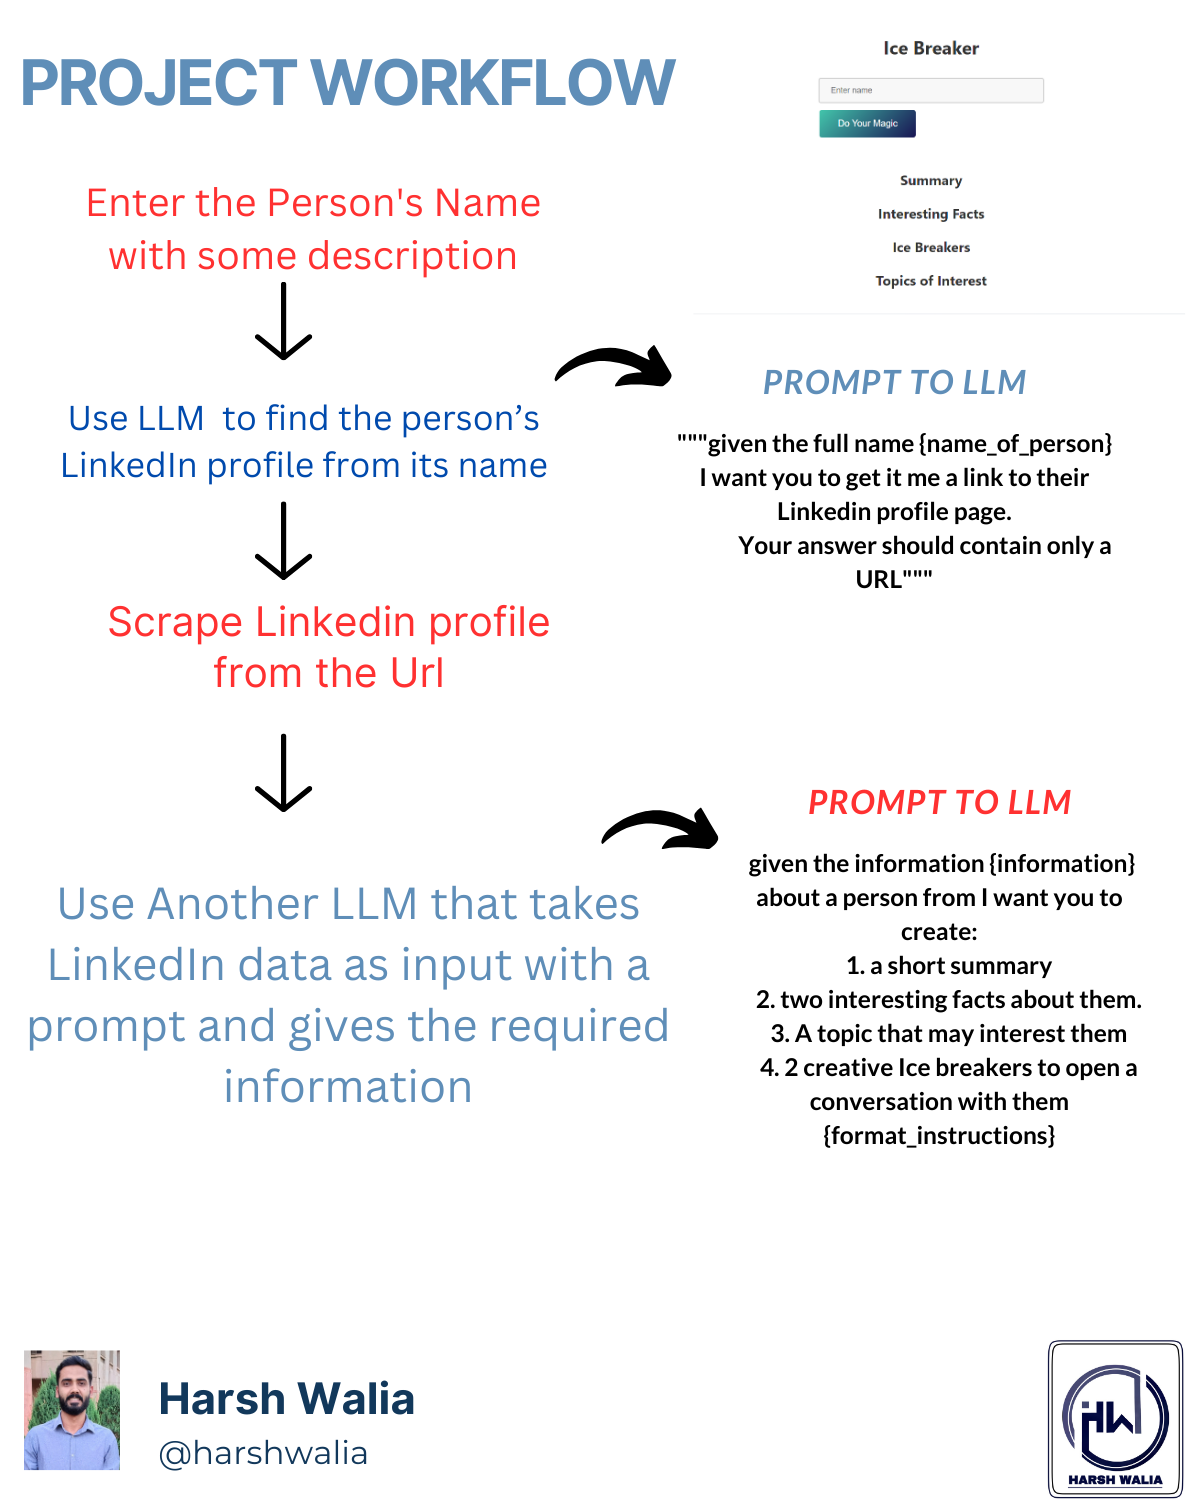 PROJECT WORKFLOW
Ice Breaker
Enter name
Do Your Magic
Summary
Interesting Facts
Ice Breakers
Topics of Interest
Enter the Person's Name
with some description
Use LLM  to find the person’s
LinkedIn profile from its name
PROMPT TO LLM
"""given the full name {name_of_person}
I want you to get it me a link to their
Linkedin profile page.
Your answer should contain only a
URL"""
Scrape Linkedin profile
from the Url
Use Another LLM that takes
LinkedIn data as input with a
prompt and gives the required
information
PROMPT TO LLM
given the information {information}
about a person from I want you to
create:
1. a short summary
2. two interesting facts about them.
3. A topic that may interest them
4. 2 creative Ice breakers to open a
conversation with them
{format_instructions}
Harsh Walia
@harshwalia
HW
HARSH WALIA